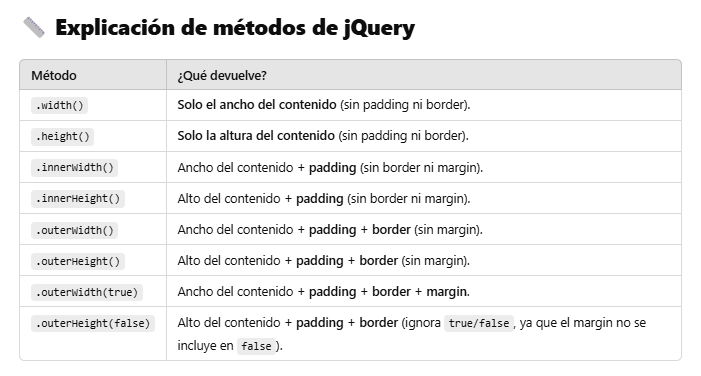 Explicación de métodos de jQuery
Método ¿Qué devuelve?
.width() Solo el ancho del contenido (sin padding ni border).
.height() Solo la altura del contenido (sin padding ni border).
.innerWidth() Ancho del contenido + padding (sin border ni margin).
.innerHeight() Alto del contenido + padding (sin border ni margin).
.outerWidth() Ancho del contenido + padding + border (sin margin).
.outerHeight() Alto del contenido + padding + border (sin margin).
.outerWidth(true) Ancho del contenido + padding + border + margin.
.outerHeight(false) Alto del contenido + padding + border (ignora true/false, ya que el margin no se
incluye en false).